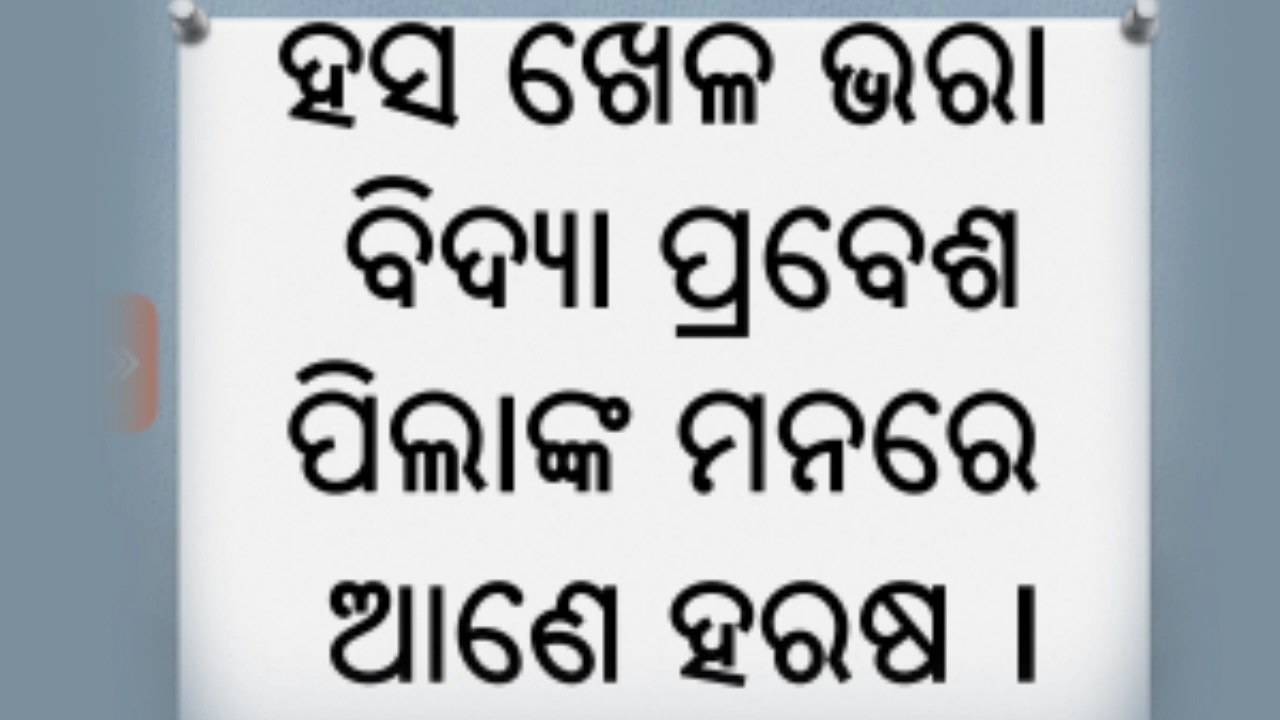 ହସ ଖେଳ ଭରା
ବିଦ୍ୟା ପ୍ରବେଶ
ପିଲାଙ୍କ ମନରେ
ଆଣେ ହରଷ ।